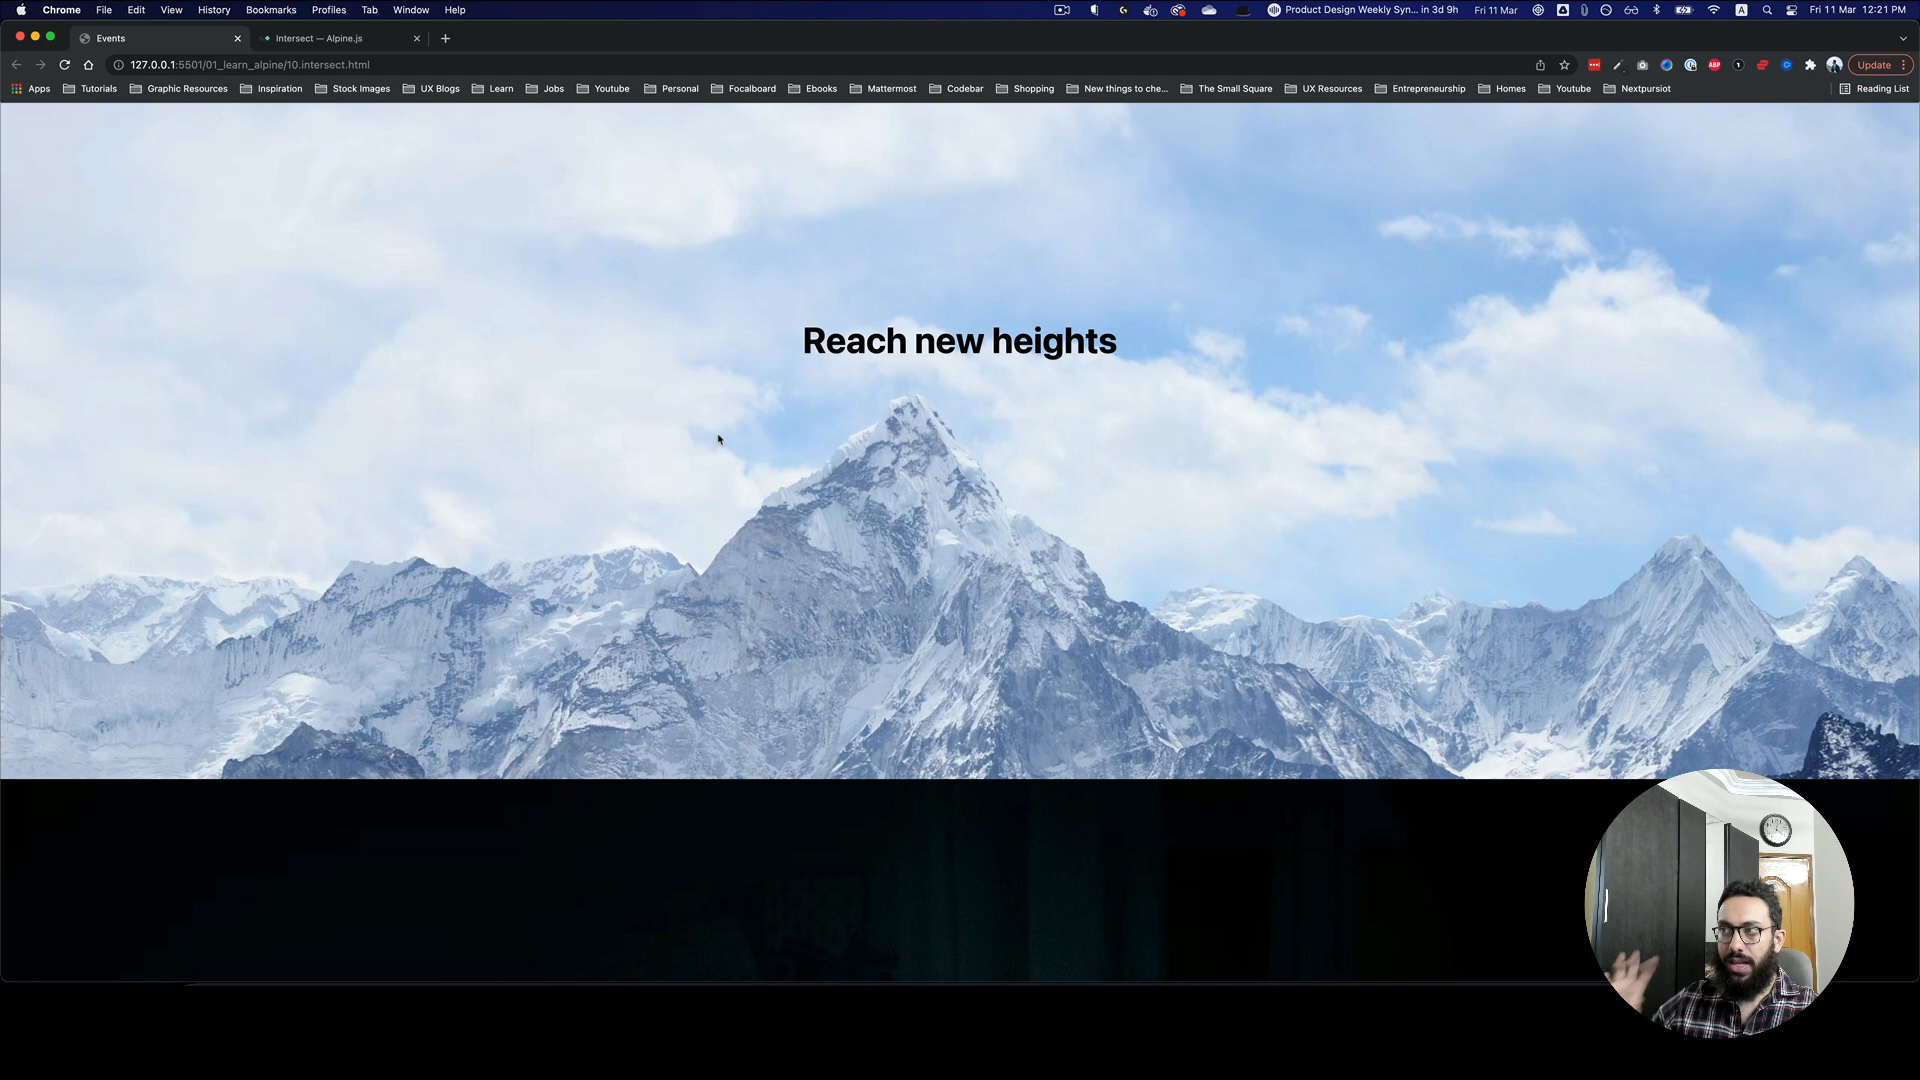 Chrome File Edit View History Bookmarks Profiles Tab Window Help Product Design Weekly Syn... in 3d 9h Fri 11 Mar A Fri 11 Mar 12:21 PM
Events Intersect — Alpine.js
127.0.0.1:5501/01_learn_alpine/10.intersect.html ABP Update
Apps Tutorials Graphic Resources Inspiration Stock Images UX Blogs Learn Jobs Youtube Personal Focalboard Ebooks Mattermost Codebar Shopping New things to che... The Small Square UX Resources Entrepreneurship Homes Youtube Nextpursiot Reading List
Reach new heights